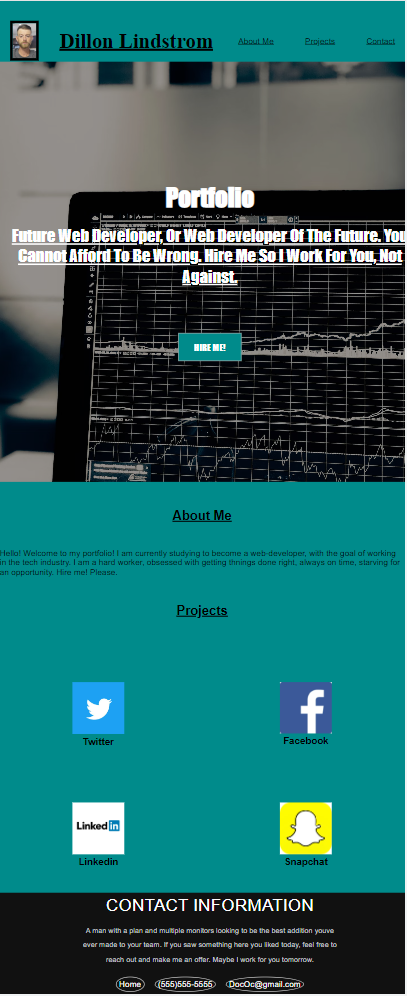 Dillon Lindstrom
About Me
Projects
Contact
Portfolio
Future Web Developer, Or Web Developer Of The Future. You
Cannot Afford To Be Wrong. Hire Me So I Work For You, Not
Against.
HIRE ME!
About Me
Hello! Welcome to my portfolio! I am currently studying to become a web-developer, with the goal of working
in the tech industry. I am a hard worker, obsessed with getting things done right, always on time, starving for
an opportunity. Hire me! Please.
Projects
Twitter
Facebook
Linked in
Linkedin
Snapchat
CONTACT INFORMATION
A man with a plan and multiple monitors looking to be the best addition youve
ever made to your team. If you saw something here you liked today, feel free to
reach out and make me an offer. Maybe I work for you tomorrow.
Home
(555)555-5555
DocOc@gmail.com